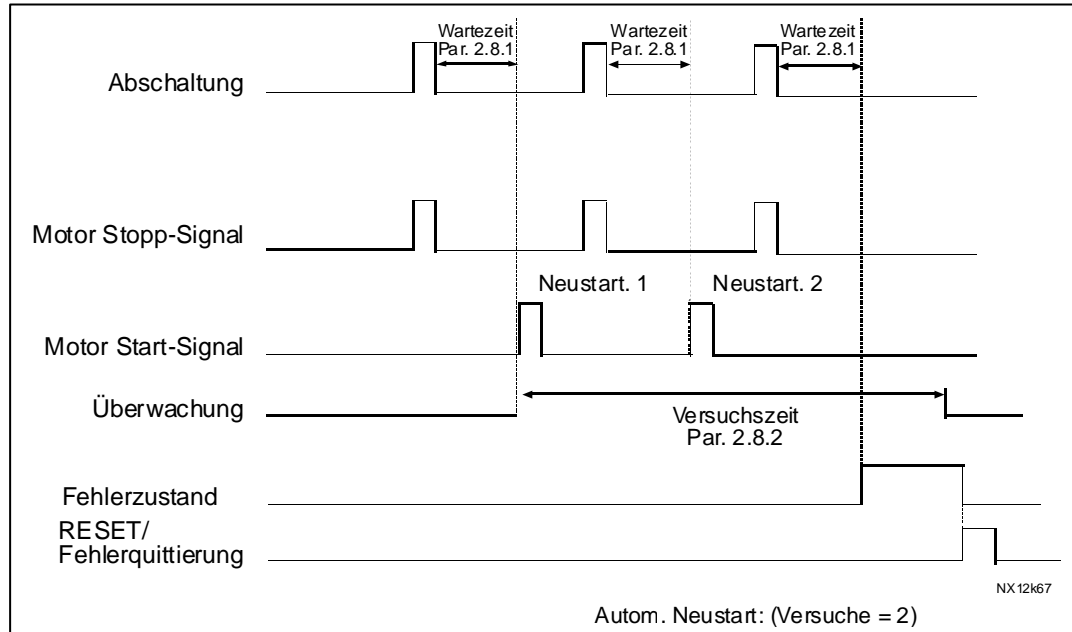 Wartezeit
Par. 2.8.1
Wartezeit
Par. 2.8.1
Wartezeit
Par. 2.8.1
Abschaltung
Motor Stopp-Signal
Neustart. 1
Neustart. 2
Motor Start-Signal
Überwachung
Versuchszeit
Par. 2.8.2
Fehlerzustand
RESET/
Fehlerquittierung
NX12k67
Autom. Neustart: (Versuche = 2)